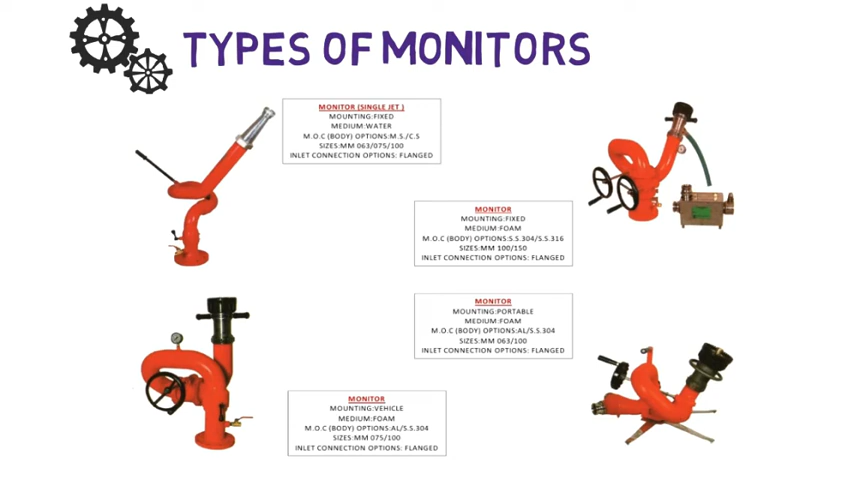 TYPES OF MONITORS
MONITOR (SINGLE JET )
MOUNTING:FIXED
MEDIUM:WATER
M.O.C (BODY) OPTIONS:M.S./C.S
SIZES:MM 063/075/100
INLET CONNECTION OPTIONS: FLANGED
MONITOR
MOUNTING:FIXED
MEDIUM:FOAM
M.O.C (BODY) OPTIONS:S.S.304/S.S.316
SIZES:MM 100/150
INLET CONNECTION OPTIONS: FLANGED
MONITOR
MOUNTING:PORTABLE
MEDIUM:FOAM
M.O.C (BODY) OPTIONS:AL/S.S.304
SIZES:MM 063/100
INLET CONNECTION OPTIONS: FLANGED
MONITOR
MOUNTING:VEHICLE
MEDIUM:FOAM
M.O.C (BODY) OPTIONS:AL/S.S.304
SIZES:MM 075/100
INLET CONNECTION OPTIONS: FLANGED